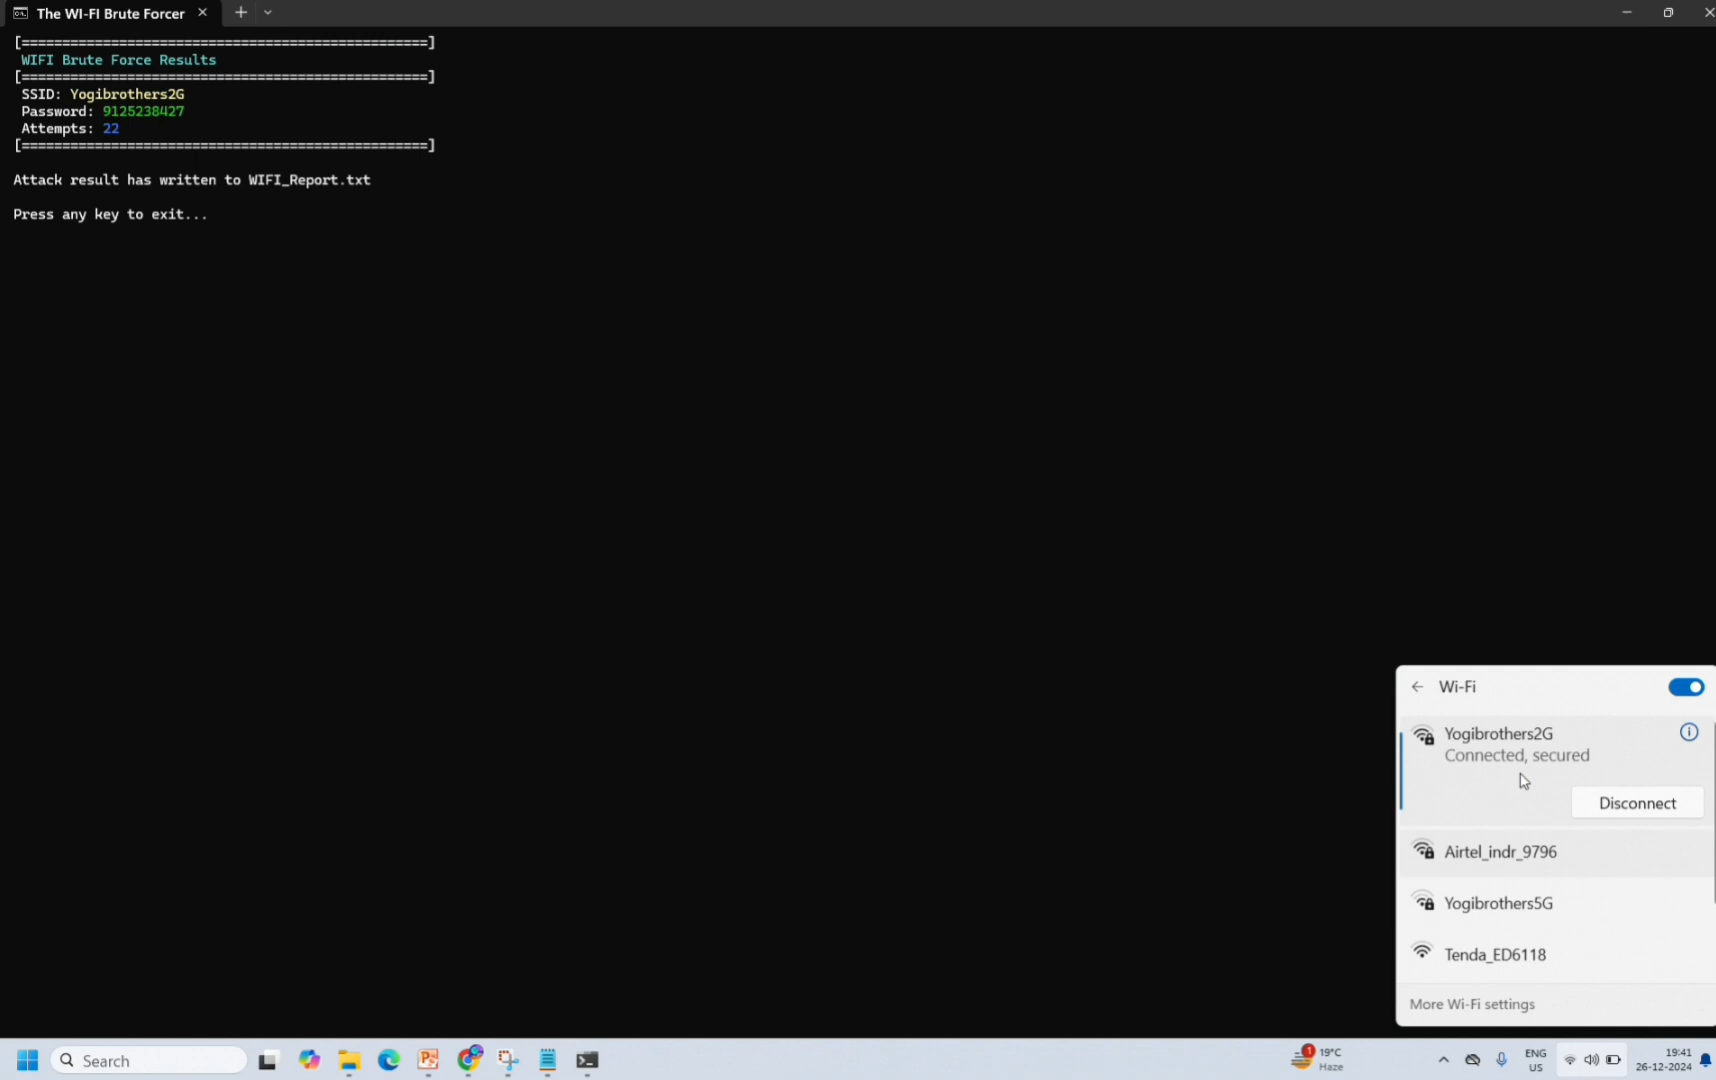 The WI-FI Brute Forcer
[==================================================]
WIFI Brute Force Results
[==================================================]
SSID: Yogibrothers2G
Password: 9125238427
Attempts: 22
[==================================================]
Attack result has written to WIFI_Report.txt
Press any key to exit...
Wi-Fi
Yogibrothers2G
Connected, secured
Disconnect
Airtel_indr_9796
Yogibrothers5G
Tenda_ED6118
More Wi-Fi settings
Search
1
19°C
Haze
ENG
US
19:41
26-12-2024